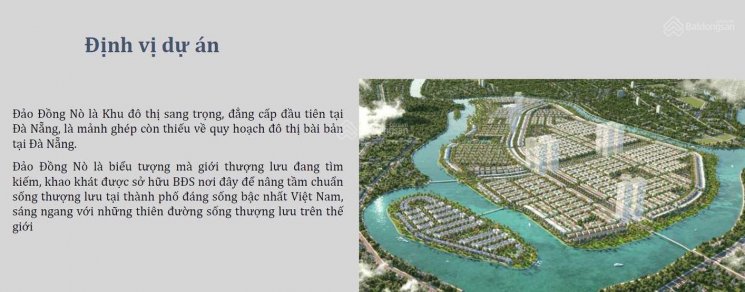 Định vị dự án
Batdongsan
Đảo Đồng Nò là Khu đô thị sang trọng, đẳng cấp đầu tiên tại
Đà Nẵng, là mảnh ghép còn thiếu về quy hoạch đô thị bài bản
tại Đà Nẵng.
Đảo Đồng Nò là biểu tượng mà giới thượng lưu đang tìm
kiếm, khao khát được sở hữu BĐS nơi đây để nâng tầm chuẩn
sống thượng lưu tại thành phố đáng sống bậc nhất Việt Nam,
sáng ngang với những thiên đường sống thượng lưu trên thế
giới